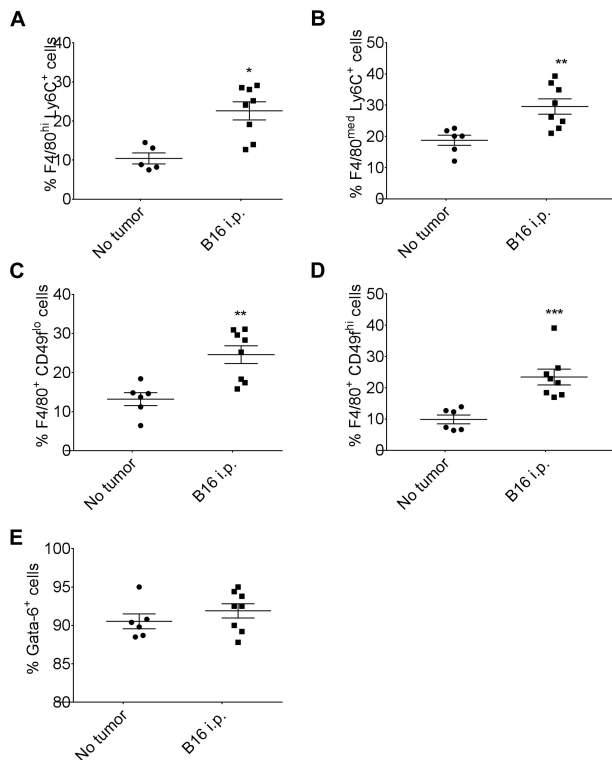 A
% F4/80hi Ly6C+ cells
40
30
20
10
0
*
No tumor
B16 i.p.
B
% F4/80med Ly6C+ cells
50
40
30
20
10
0
**
No tumor
B16 i.p.
C
% F4/80+ CD49flo cells
40
30
20
10
0
**
No tumor
B16 i.p.
D
% F4/80+ CD49fhi cells
50
40
30
20
10
0
***
No tumor
B16 i.p.
E
% Gata-6+ cells
100
95
90
85
80
No tumor
B16 i.p.